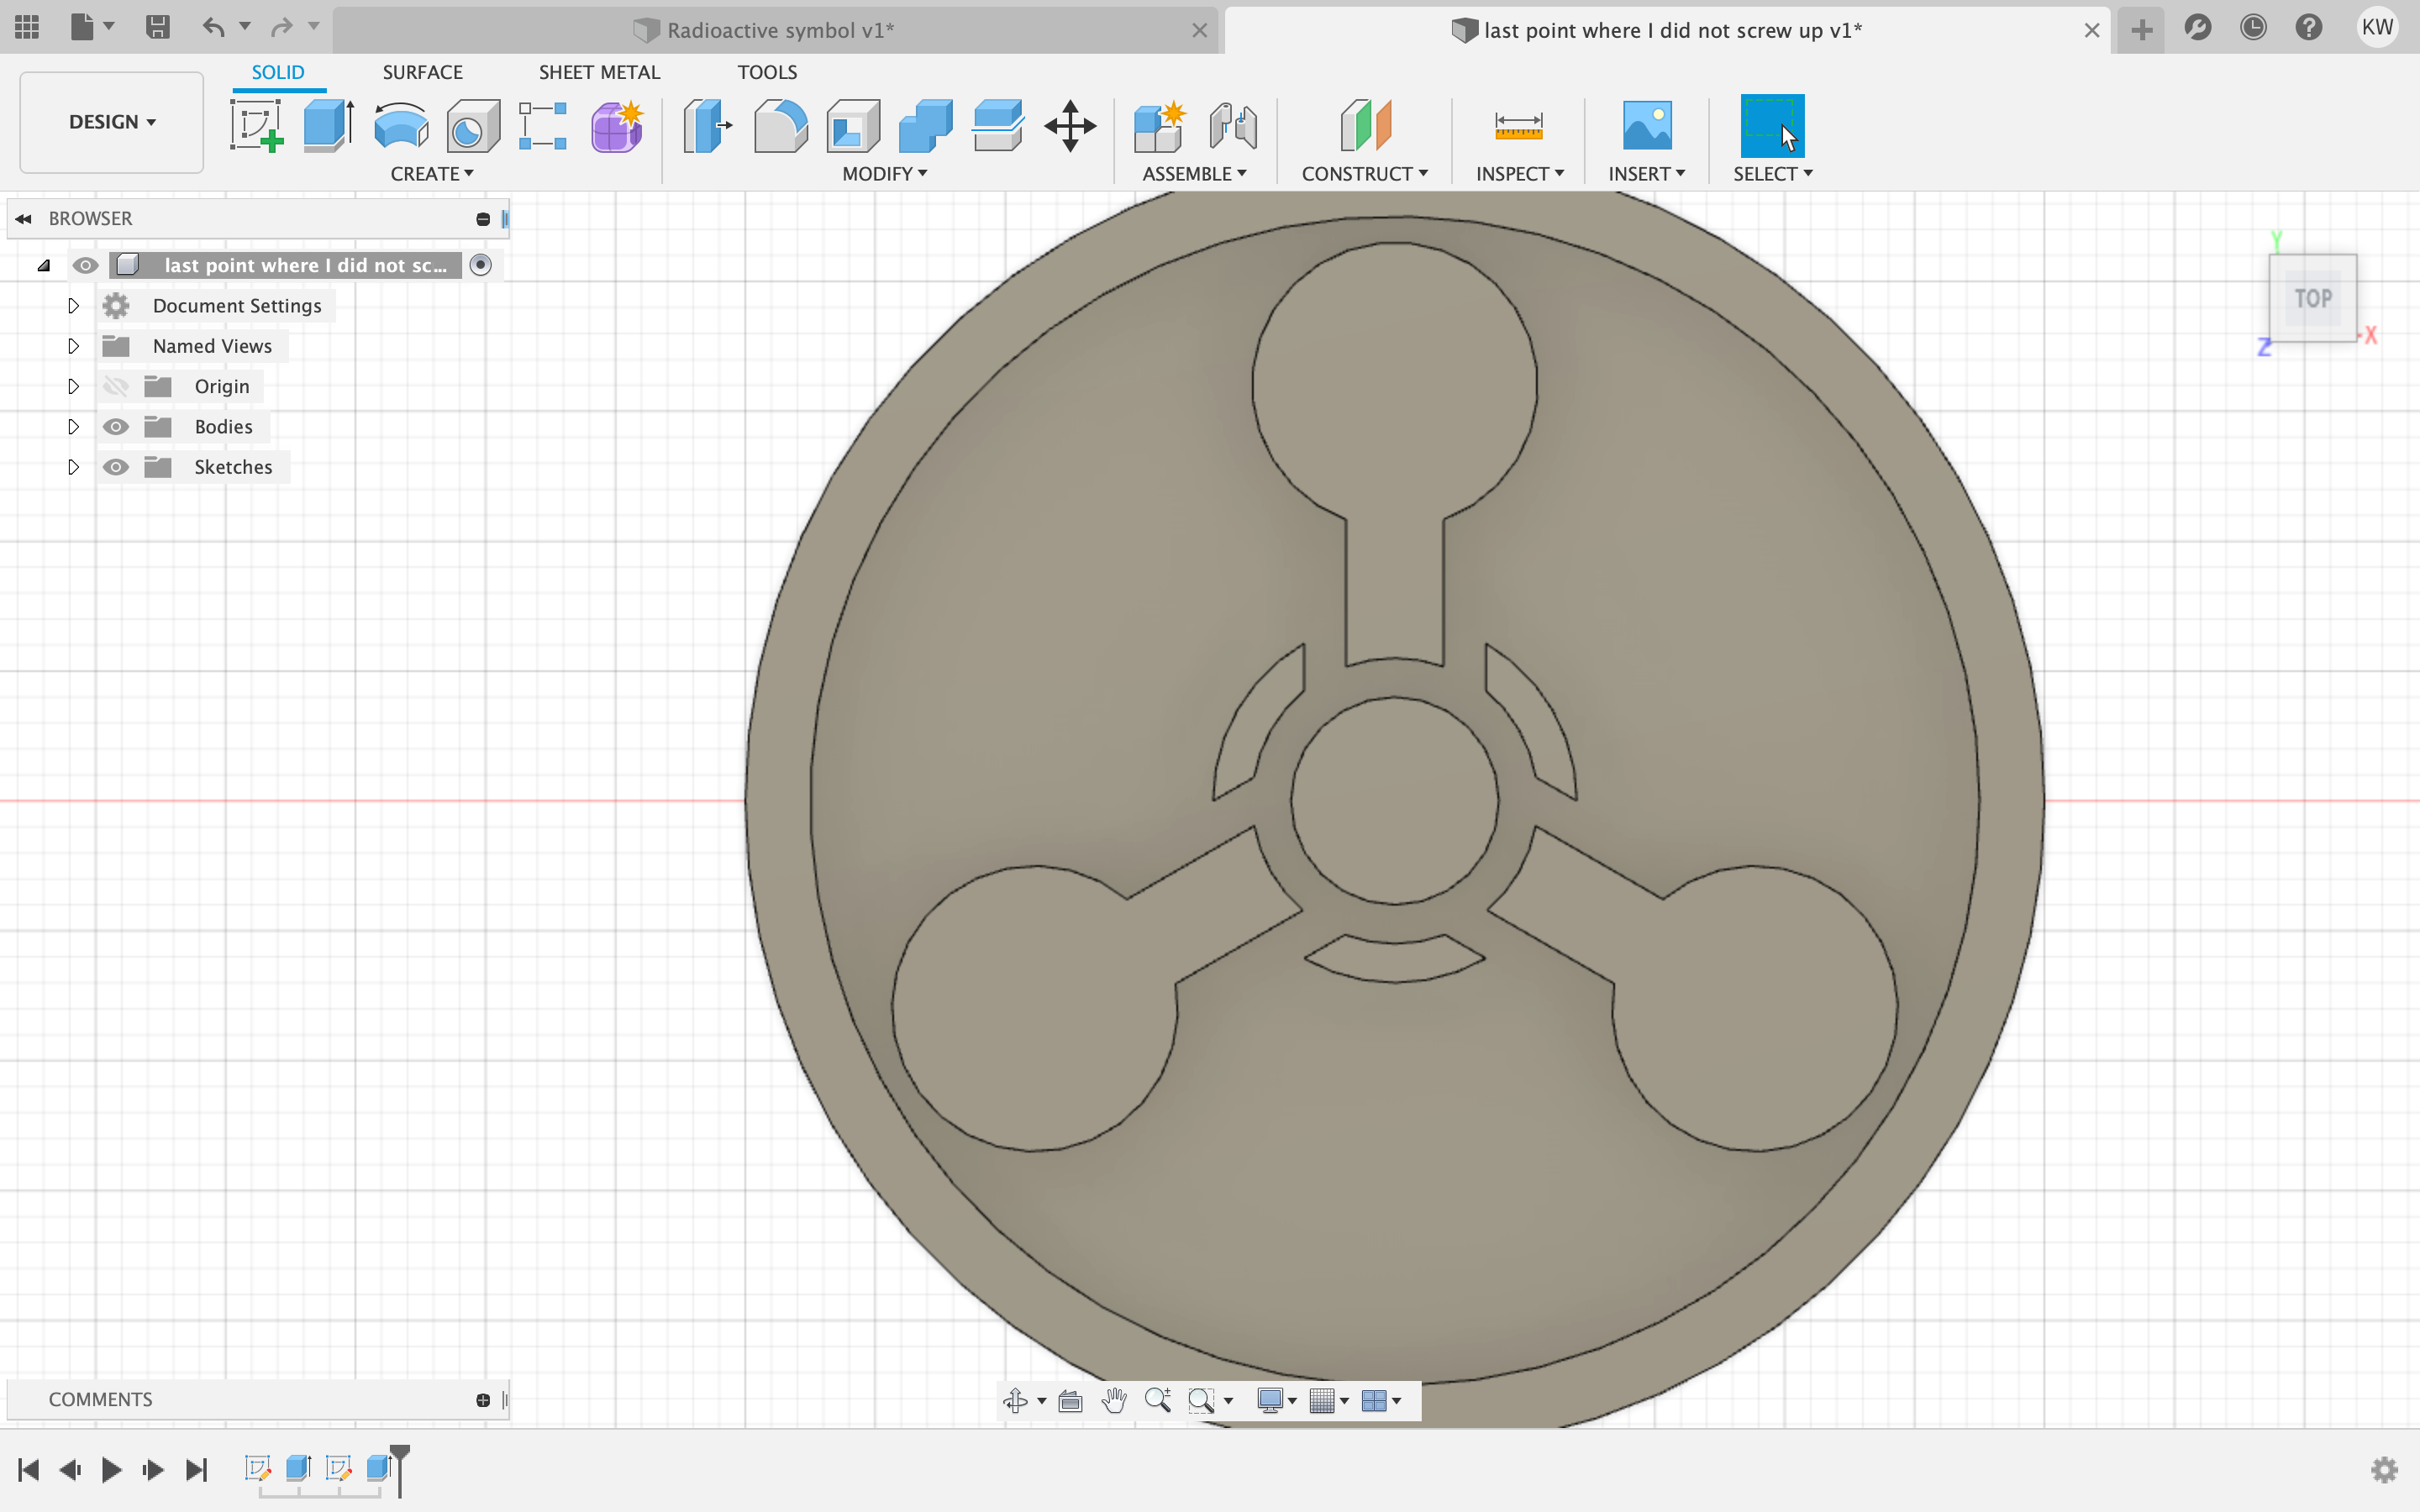 Radioactive symbol v1*
last point where I did not screw up v1*
KW
SOLID
SURFACE
SHEET METAL
TOOLS
DESIGN
CREATE
MODIFY
ASSEMBLE
CONSTRUCT
INSPECT
INSERT
SELECT
BROWSER
last point where I did not sc...
Document Settings
Named Views
Origin
Bodies
Sketches
Y
TOP
Z
X
COMMENTS